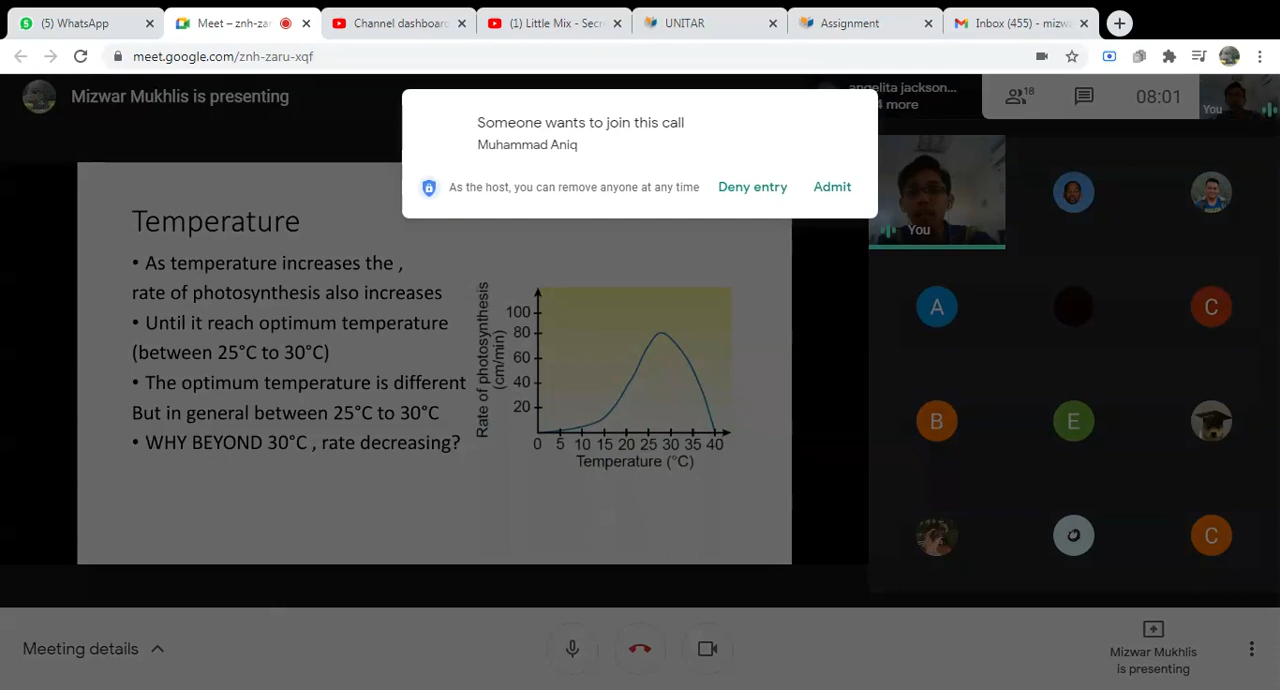 (5) WhatsApp
Meet – znh-zar
Channel dashboard
(1) Little Mix - Secr
UNITAR
Assignment
Inbox (455) - mizw
meet.google.com/znh-zaru-xqf
Mizwar Mukhlis is presenting
angelita jackson...
4 more
18
08:01
You
Someone wants to join this call
Muhammad Aniq
As the host, you can remove anyone at any time
Deny entry
Admit
You
Temperature
• As temperature increases the ,
rate of photosynthesis also increases
• Until it reach optimum temperature
(between 25°C to 30°C)
• The optimum temperature is different
But in general between 25°C to 30°C
• WHY BEYOND 30°C , rate decreasing?
Rate of photosynthesis
(cm/min)
100
80
60
40
20
0 5 10 15 20 25 30 35 40
Temperature (°C)
A
C
B
E
C
Meeting details
Mizwar Mukhlis
is presenting